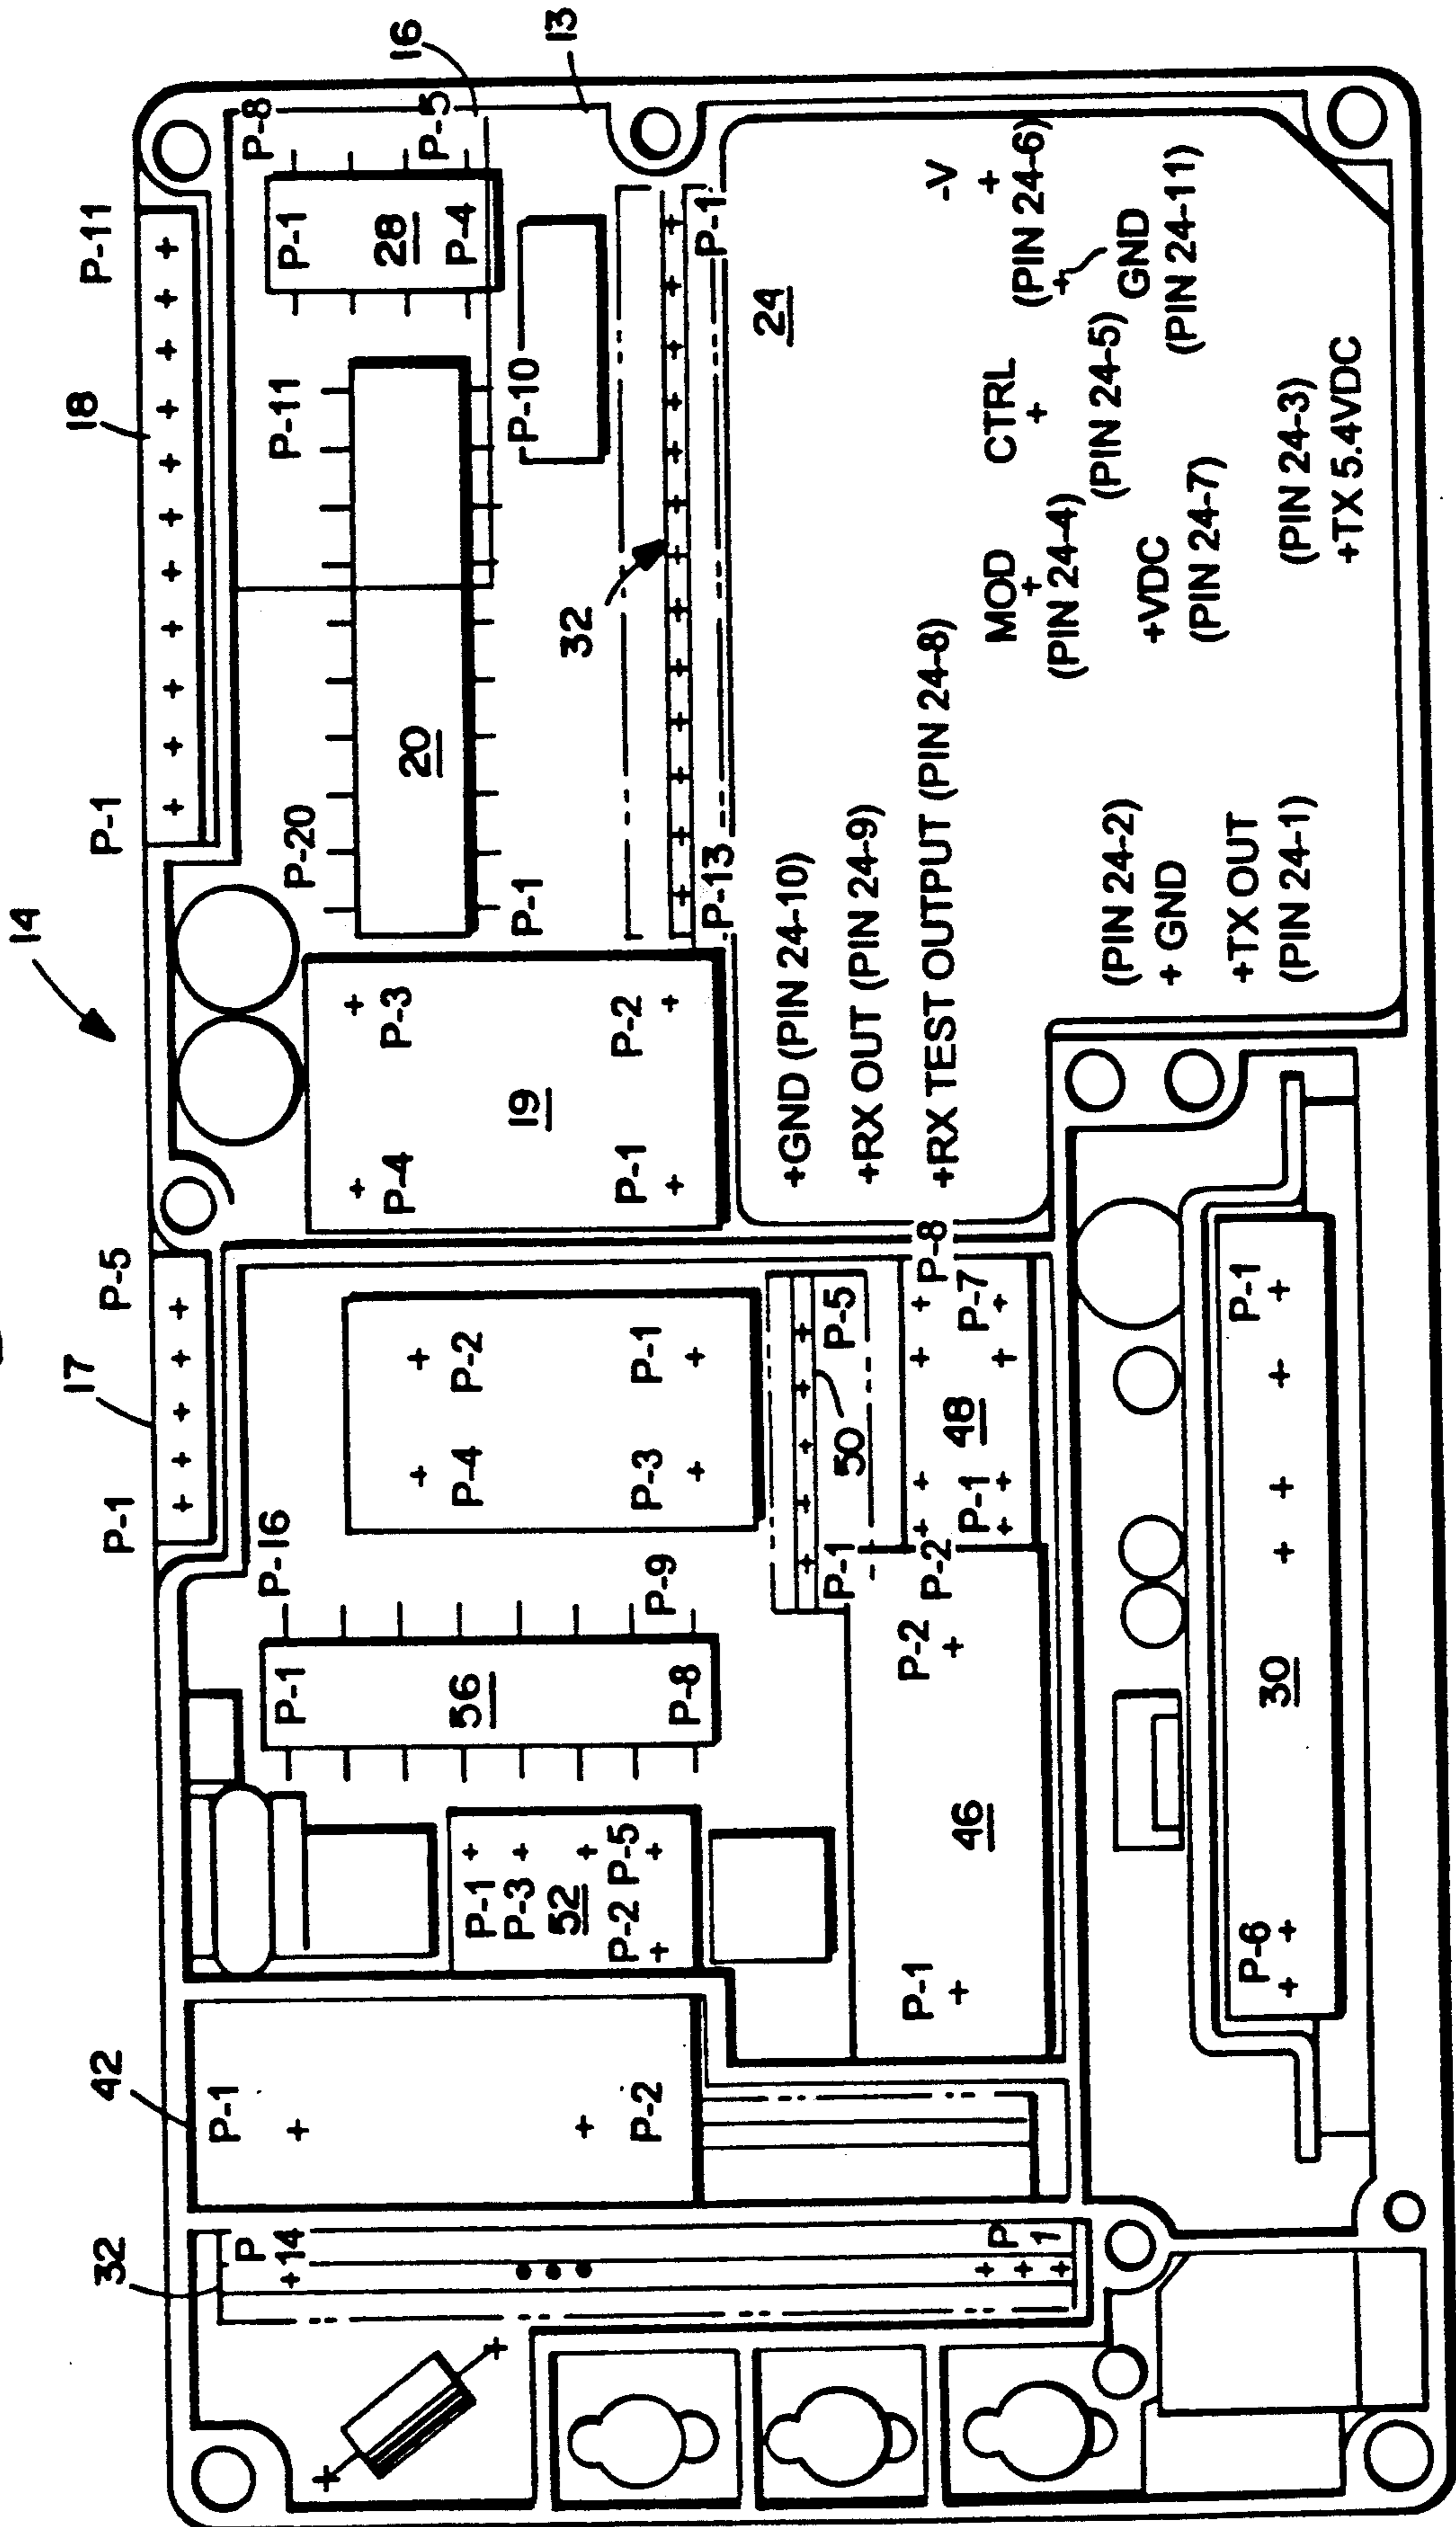 14
32
42
17
18
16
13
P-1
P-5
P-1
P-11
P
14
P
1
P-1
P-2
P-1
P-3
52
P-2
P-5
P-16
P-1
56
P-8
P-9
P-4
P-2
P-3
P-1
P-1
50
P-5
P-2
P-8
P-1
48
P-7
P-1
46
P-2
P-6
30
P-1
P-4
P-3
19
P-1
P-2
P-20
P-11
20
P-1
P-10
P-8
P-1
28
P-4
P-5
32
P-13
P-1
24
+GND (PIN 24-10)
+RX OUT (PIN 24-9)
+RX TEST OUTPUT (PIN 24-8)
-V
+
(PIN 24-6)
MOD
+
(PIN 24-4)
CTRL
+
(PIN 24-5)
+
GND
(PIN 24-11)
+VDC
(PIN 24-7)
(PIN 24-2)
+ GND
+TX OUT
(PIN 24-1)
(PIN 24-3)
+TX 5.4VDC